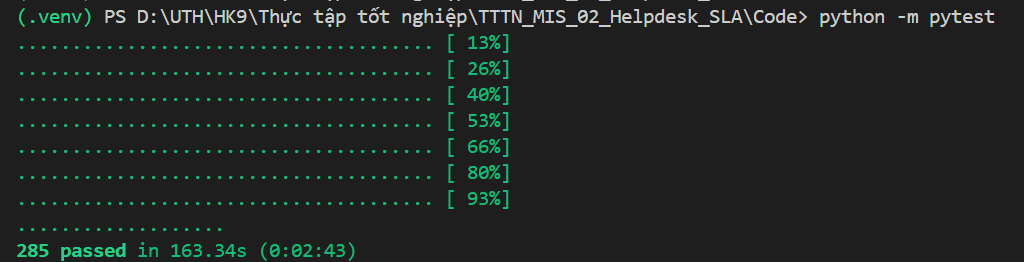 (.venv) PS D:\UTH\HK9\Thực tập tốt nghiệp\TTTN_MIS_02_Helpdesk_SLA\Code> python -m pytest
...................................... [ 13%]
...................................... [ 26%]
...................................... [ 40%]
...................................... [ 53%]
...................................... [ 66%]
...................................... [ 80%]
...................................... [ 93%]
...................
285 passed in 163.34s (0:02:43)